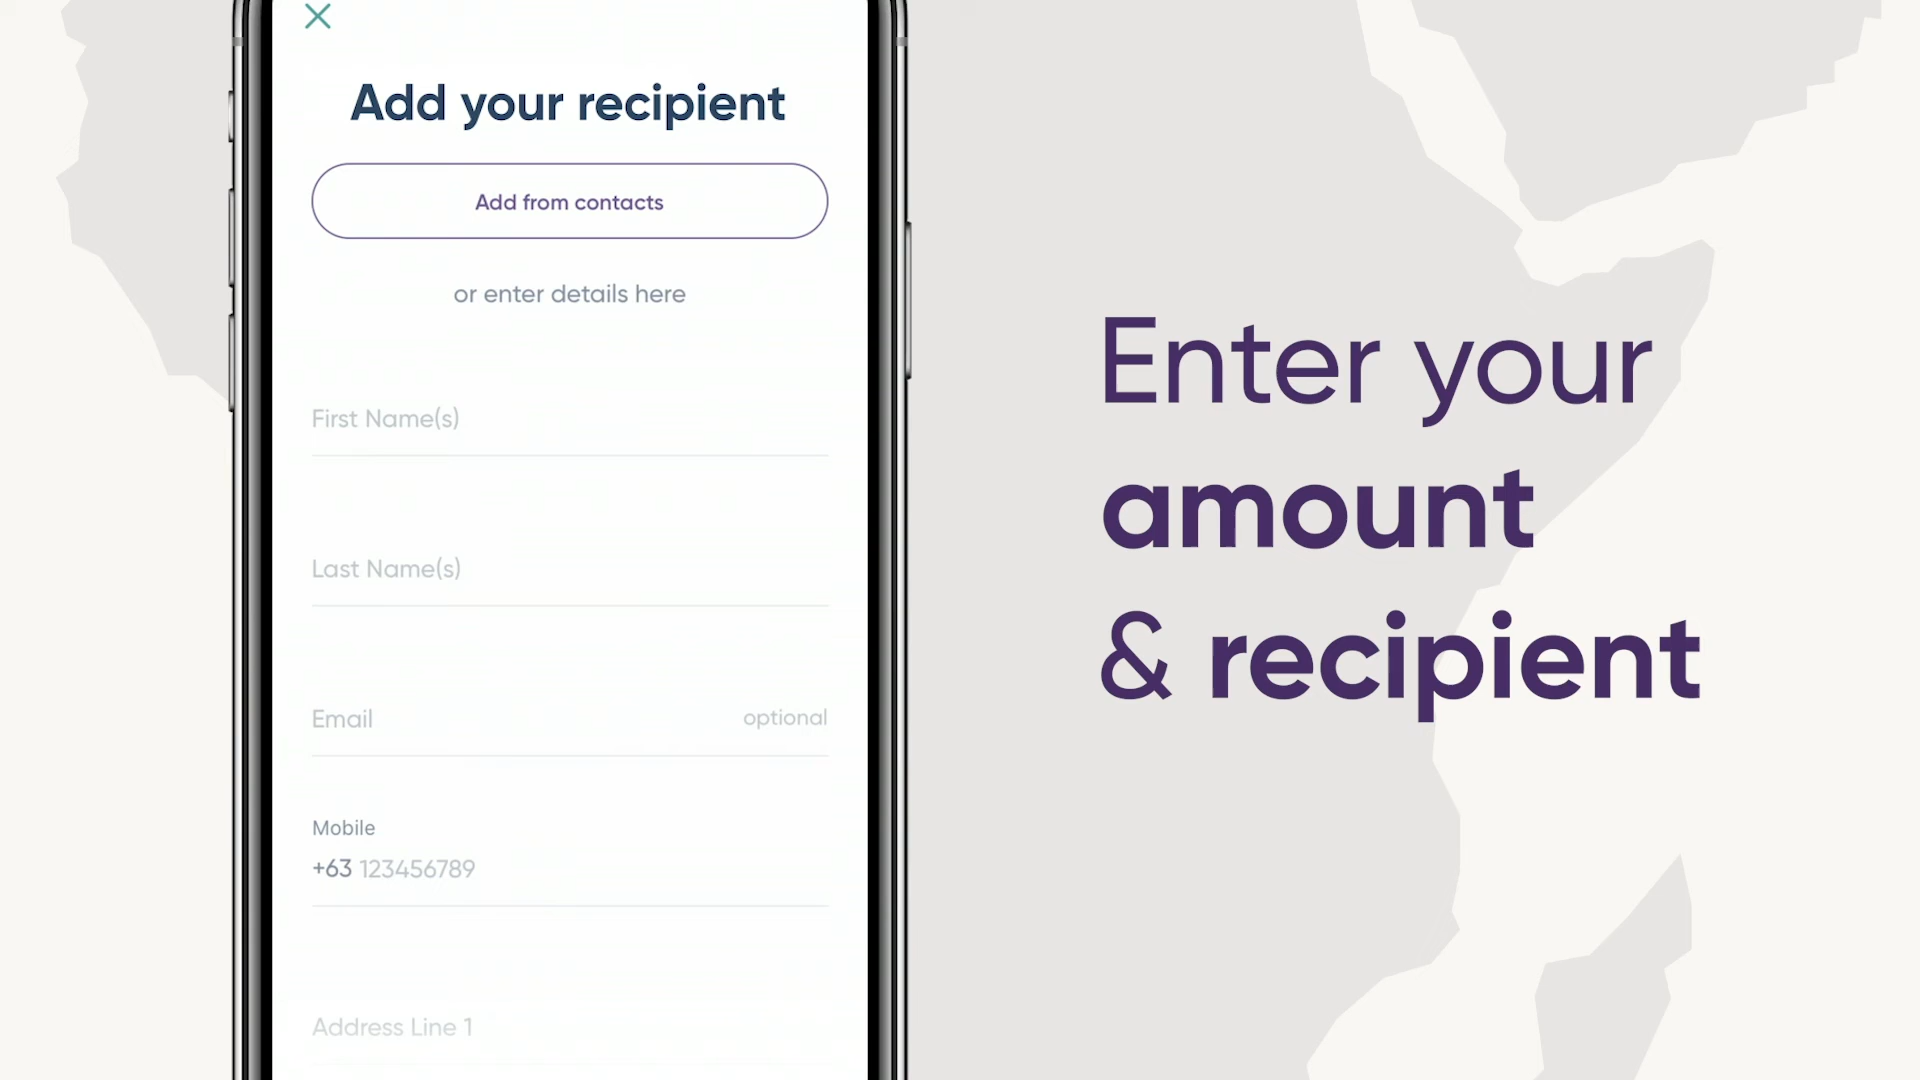 Add your recipient
Add from contacts
or enter details here
First Name(s)
Last Name(s)
Email optional
Mobile
+63 123456789
Address Line 1
Enter your
amount
& recipient